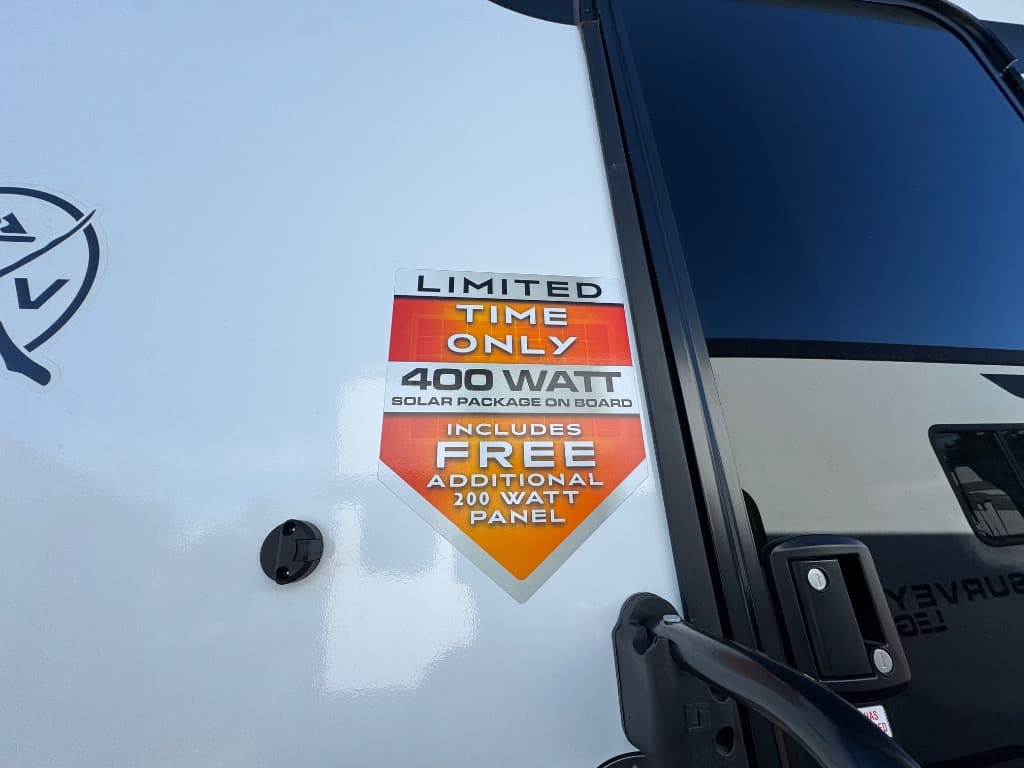 LIMITED
TIME
ONLY
400 WATT
SOLAR PACKAGE ON BOARD
INCLUDES
FREE
ADDITIONAL
200 WATT
PANEL
V
SURVEY
LEG